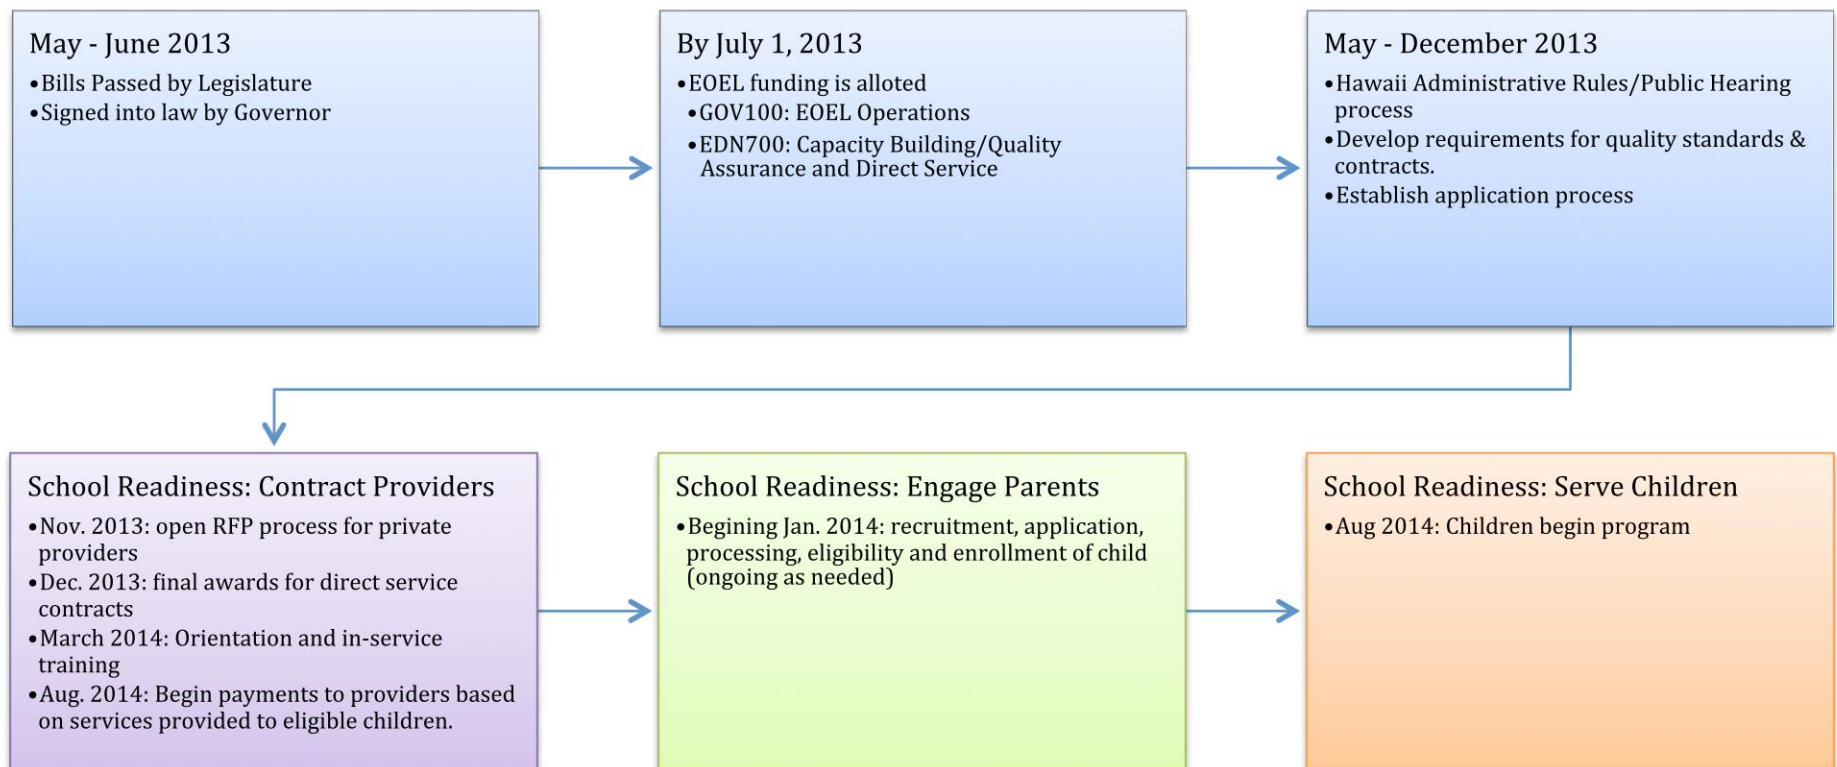 May - June 2013
•Bills Passed by Legislature
•Signed into law by Governor
By July 1, 2013
•EOEL funding is alloted
•GOV100: EOEL Operations
•EDN700: Capacity Building/Quality
Assurance and Direct Service
May - December 2013
•Hawaii Administrative Rules/Public Hearing
process
•Develop requirements for quality standards &
contracts.
•Establish application process
School Readiness: Contract Providers
•Nov. 2013: open RFP process for private
providers
•Dec. 2013: final awards for direct service
contracts
•March 2014: Orientation and in-service
training
•Aug. 2014: Begin payments to providers based
on services provided to eligible children.
School Readiness: Engage Parents
•Begining Jan. 2014: recruitment, application,
processing, eligibility and enrollment of child
(ongoing as needed)
School Readiness: Serve Children
•Aug 2014: Children begin program